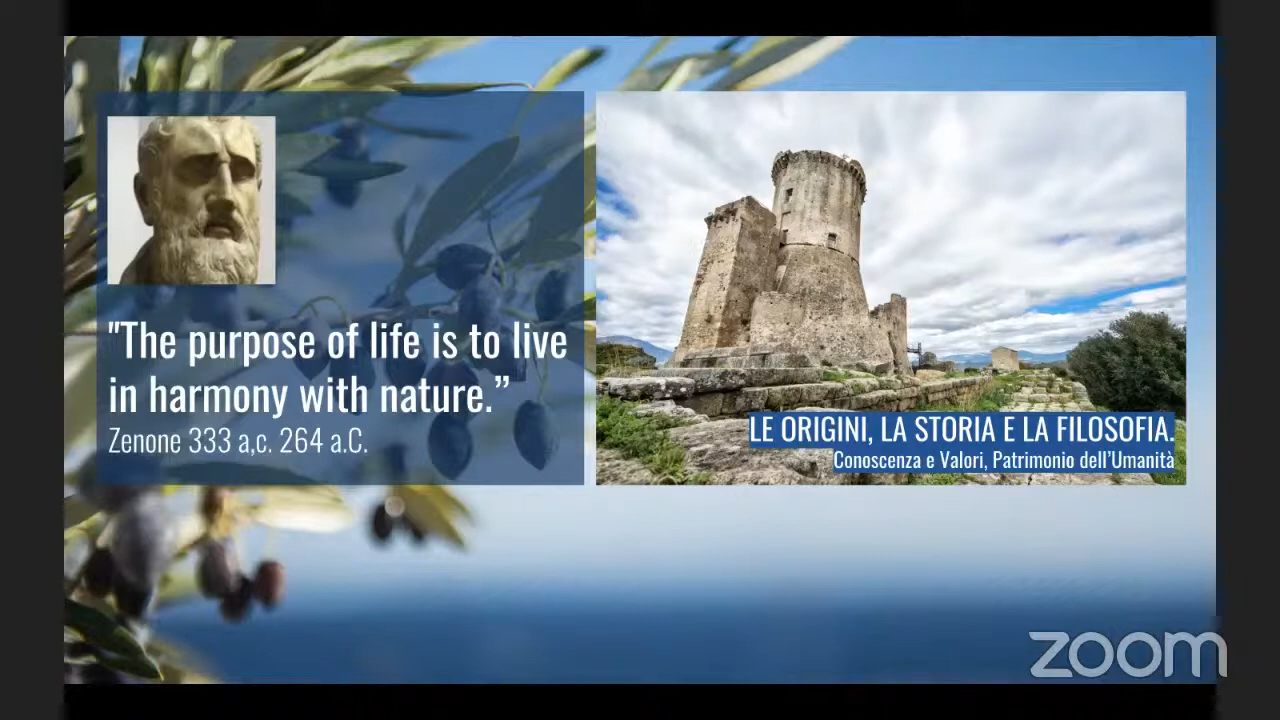 "The purpose of life is to live
in harmony with nature.”
Zenone 333 a,c. 264 a.C.
LE ORIGINI, LA STORIA E LA FILOSOFIA.
Conoscenza e Valori, Patrimonio dell’Umanità
zoom